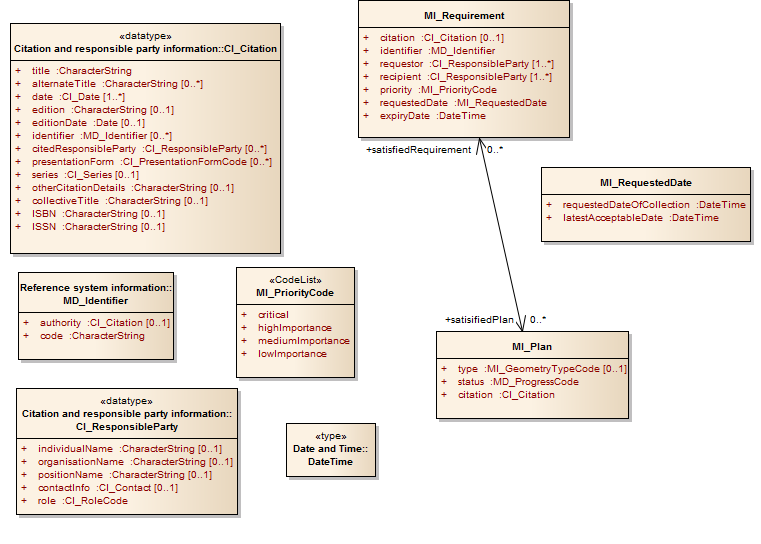 «datatype»
Citation and responsible party information::CI_Citation
+ title :CharacterString
+ alternateTitle :CharacterString [0..*]
+ date :CI_Date [1..*]
+ edition :CharacterString [0..1]
+ editionDate :Date [0..1]
+ identifier :MD_Identifier [0..*]
+ citedResponsibleParty :CI_ResponsibleParty [0..*]
+ presentationForm :CI_PresentationFormCode [0..*]
+ series :CI_Series [0..1]
+ otherCitationDetails :CharacterString [0..1]
+ collectiveTitle :CharacterString [0..1]
+ ISBN :CharacterString [0..1]
+ ISSN :CharacterString [0..1]
MI_Requirement
+ citation :CI_Citation [0..1]
+ identifier :MD_Identifier
+ requestor :CI_ResponsibleParty [1..*]
+ recipient :CI_ResponsibleParty [1..*]
+ priority :MI_PriorityCode
+ requestedDate :MI_RequestedDate
+ expiryDate :DateTime
+satisfiedRequirement 0..*
MI_RequestedDate
+ requestedDateOfCollection :DateTime
+ latestAcceptableDate :DateTime
Reference system information::
MD_Identifier
+ authority :CI_Citation [0..1]
+ code :CharacterString
«CodeList»
MI_PriorityCode
+ critical
+ highImportance
+ mediumImportance
+ lowImportance
+satisifiedPlan 0..*
MI_Plan
+ type :MI_GeometryTypeCode [0..1]
+ status :MD_ProgressCode
+ citation :CI_Citation
«datatype»
Citation and responsible party information::
CI_ResponsibleParty
+ individualName :CharacterString [0..1]
+ organisationName :CharacterString [0..1]
+ positionName :CharacterString [0..1]
+ contactInfo :CI_Contact [0..1]
+ role :CI_RoleCode
«type»
Date and Time::
DateTime